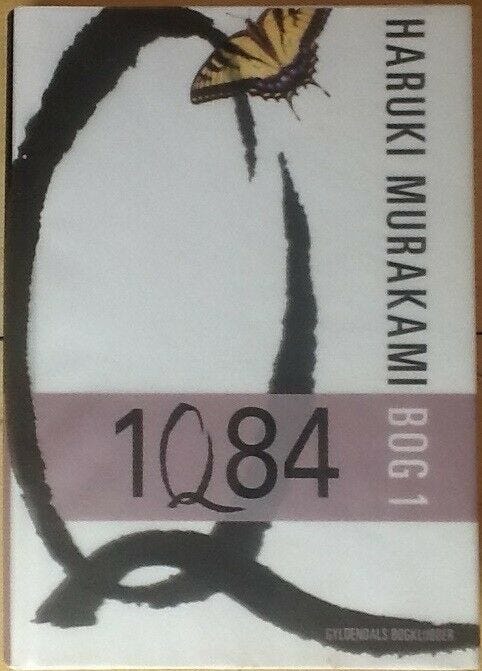 HARUKI MURAKAMI BOG 1
1Q84
GYLDENDALS BOGKLUBBER